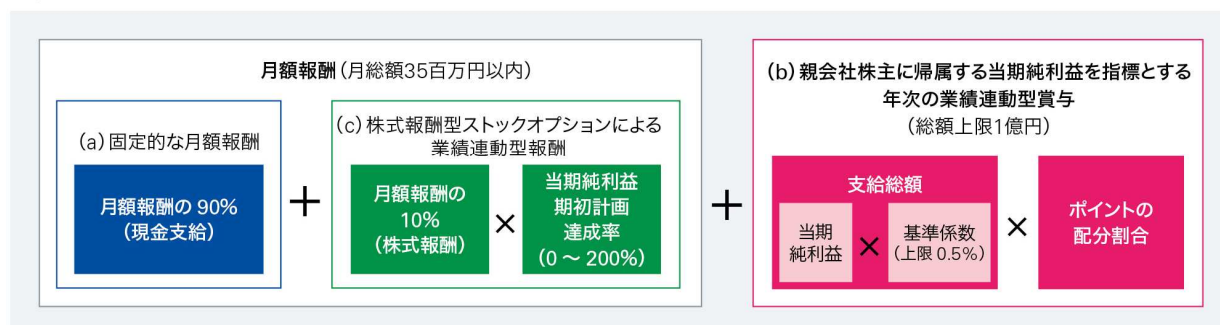 月額報酬(月総額35百万円以内)
(a)固定的な月額報酬
月額報酬の 90%
(現金支給)
+
(c)株式報酬型ストックオプションによる
業績連動型報酬
月額報酬の
10%
(株式報酬)
×
当期純利益
期初計画
達成率
(0 ~ 200%)
+
(b)親会社株主に帰属する当期純利益を指標とする
年次の業績連動型賞与
(総額上限1億円)
支給総額
当期
純利益
×
基準係数
(上限 0.5%)
×
ポイントの
配分割合